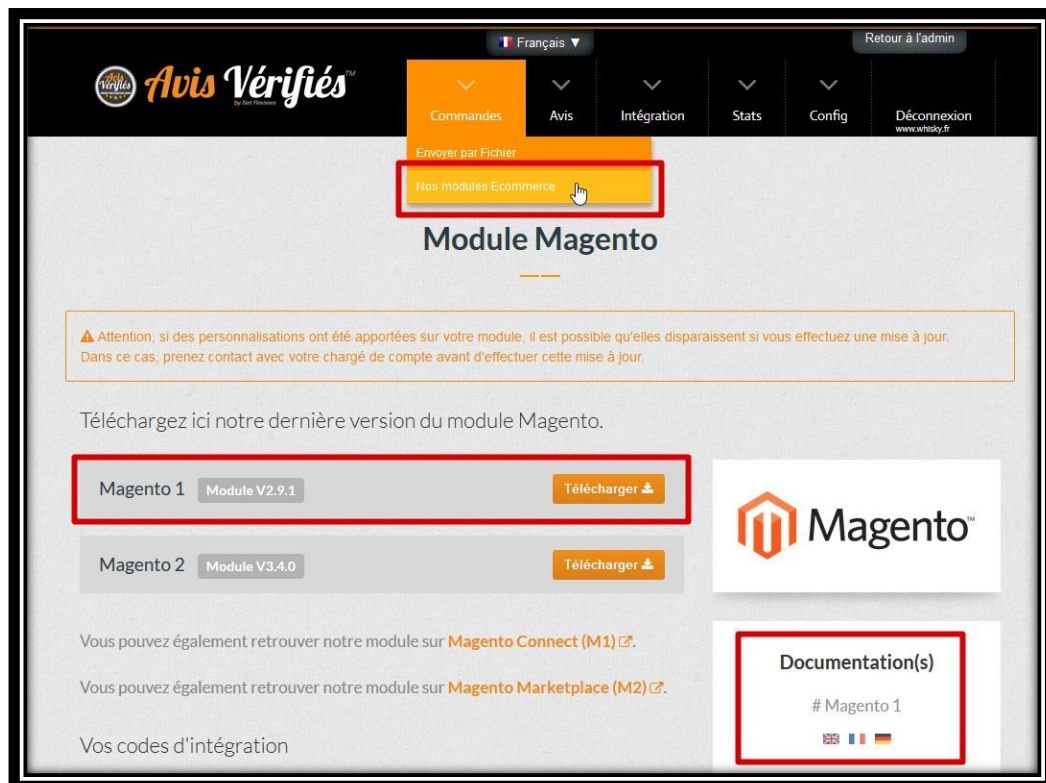 Français ▼
Retour à l'admin
Avis Vérifiés™
by Net Reviews
Commandes
Avis
Intégration
Stats
Config
Déconnexion
www.whisky.fr
Envoyer par Fichier
Nos modules Ecommerce
Module Magento
Attention, si des personnalisations ont été apportées sur votre module, il est possible qu'elles disparaissent si vous effectuez une mise à jour.
Dans ce cas, prenez contact avec votre chargé de compte avant d'effectuer cette mise à jour.
Téléchargez ici notre dernière version du module Magento.
Magento 1 Module V2.9.1 Télécharger
Magento™
Magento 2 Module V3.4.0 Télécharger
Vous pouvez également retrouver notre module sur Magento Connect (M1).
Vous pouvez également retrouver notre module sur Magento Marketplace (M2).
Documentation(s)
# Magento 1
Vos codes d'intégration